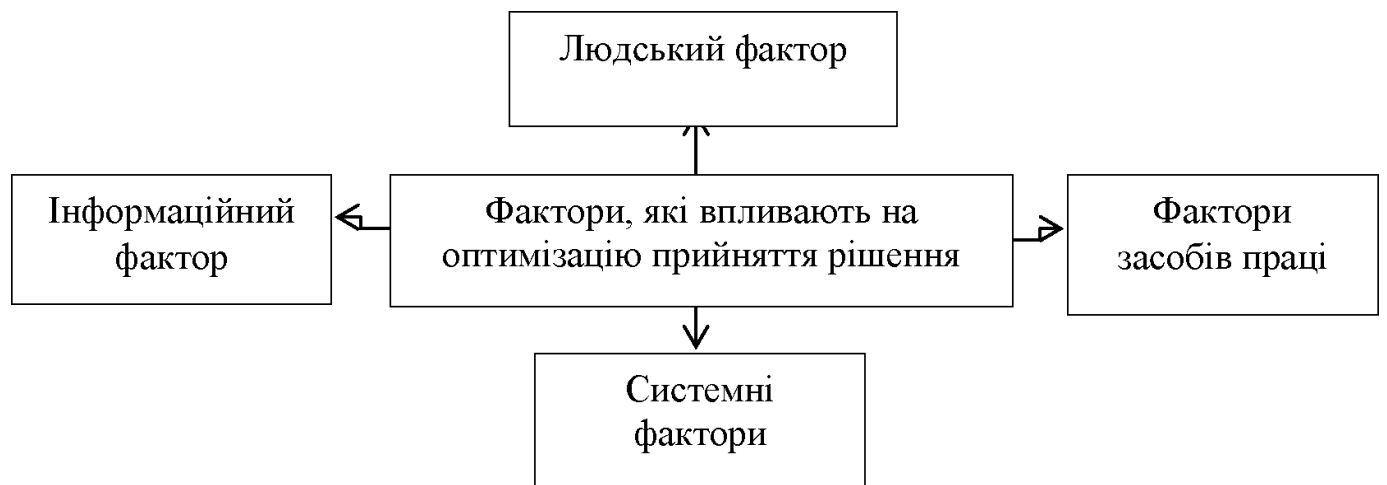 Людський фактор
Інформаційний
фактор
Фактори, які впливають на
оптимізацію прийняття рішення
Фактори
засобів праці
Системні
фактори